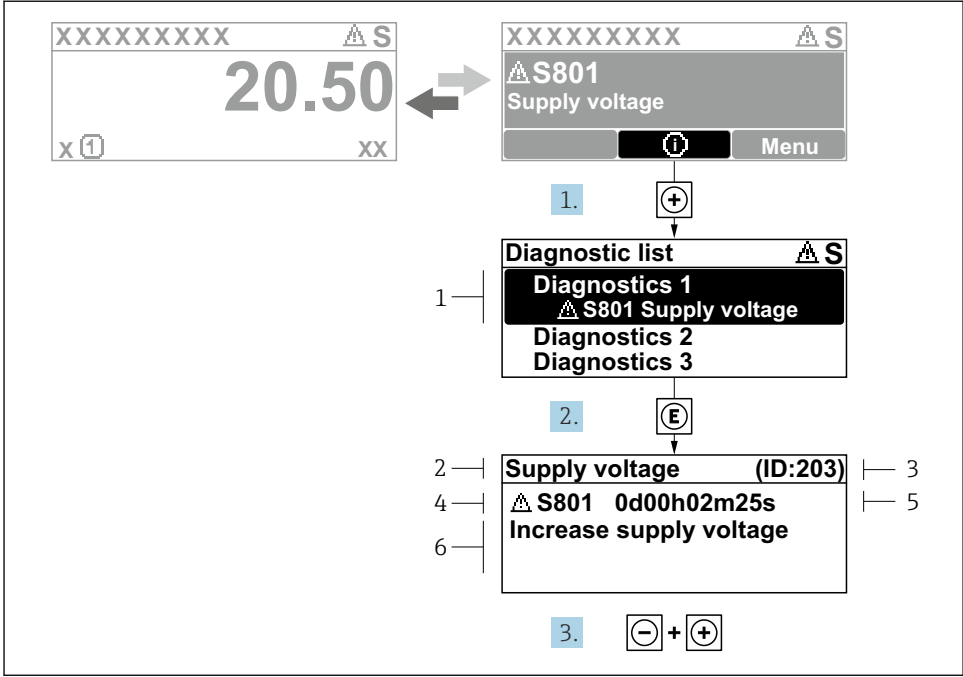 XXXXXXXXX ⚠ S
20.50
x 1 XX
XXXXXXXXX ⚠ S
⚠ S801
Supply voltage
i Menu
1. +
Diagnostic list ⚠ S
1
Diagnostics 1
⚠ S801 Supply voltage
Diagnostics 2
Diagnostics 3
2. E
2 Supply voltage (ID:203) 3
4 ⚠ S801 0d00h02m25s 5
6 Increase supply voltage
3. - + +